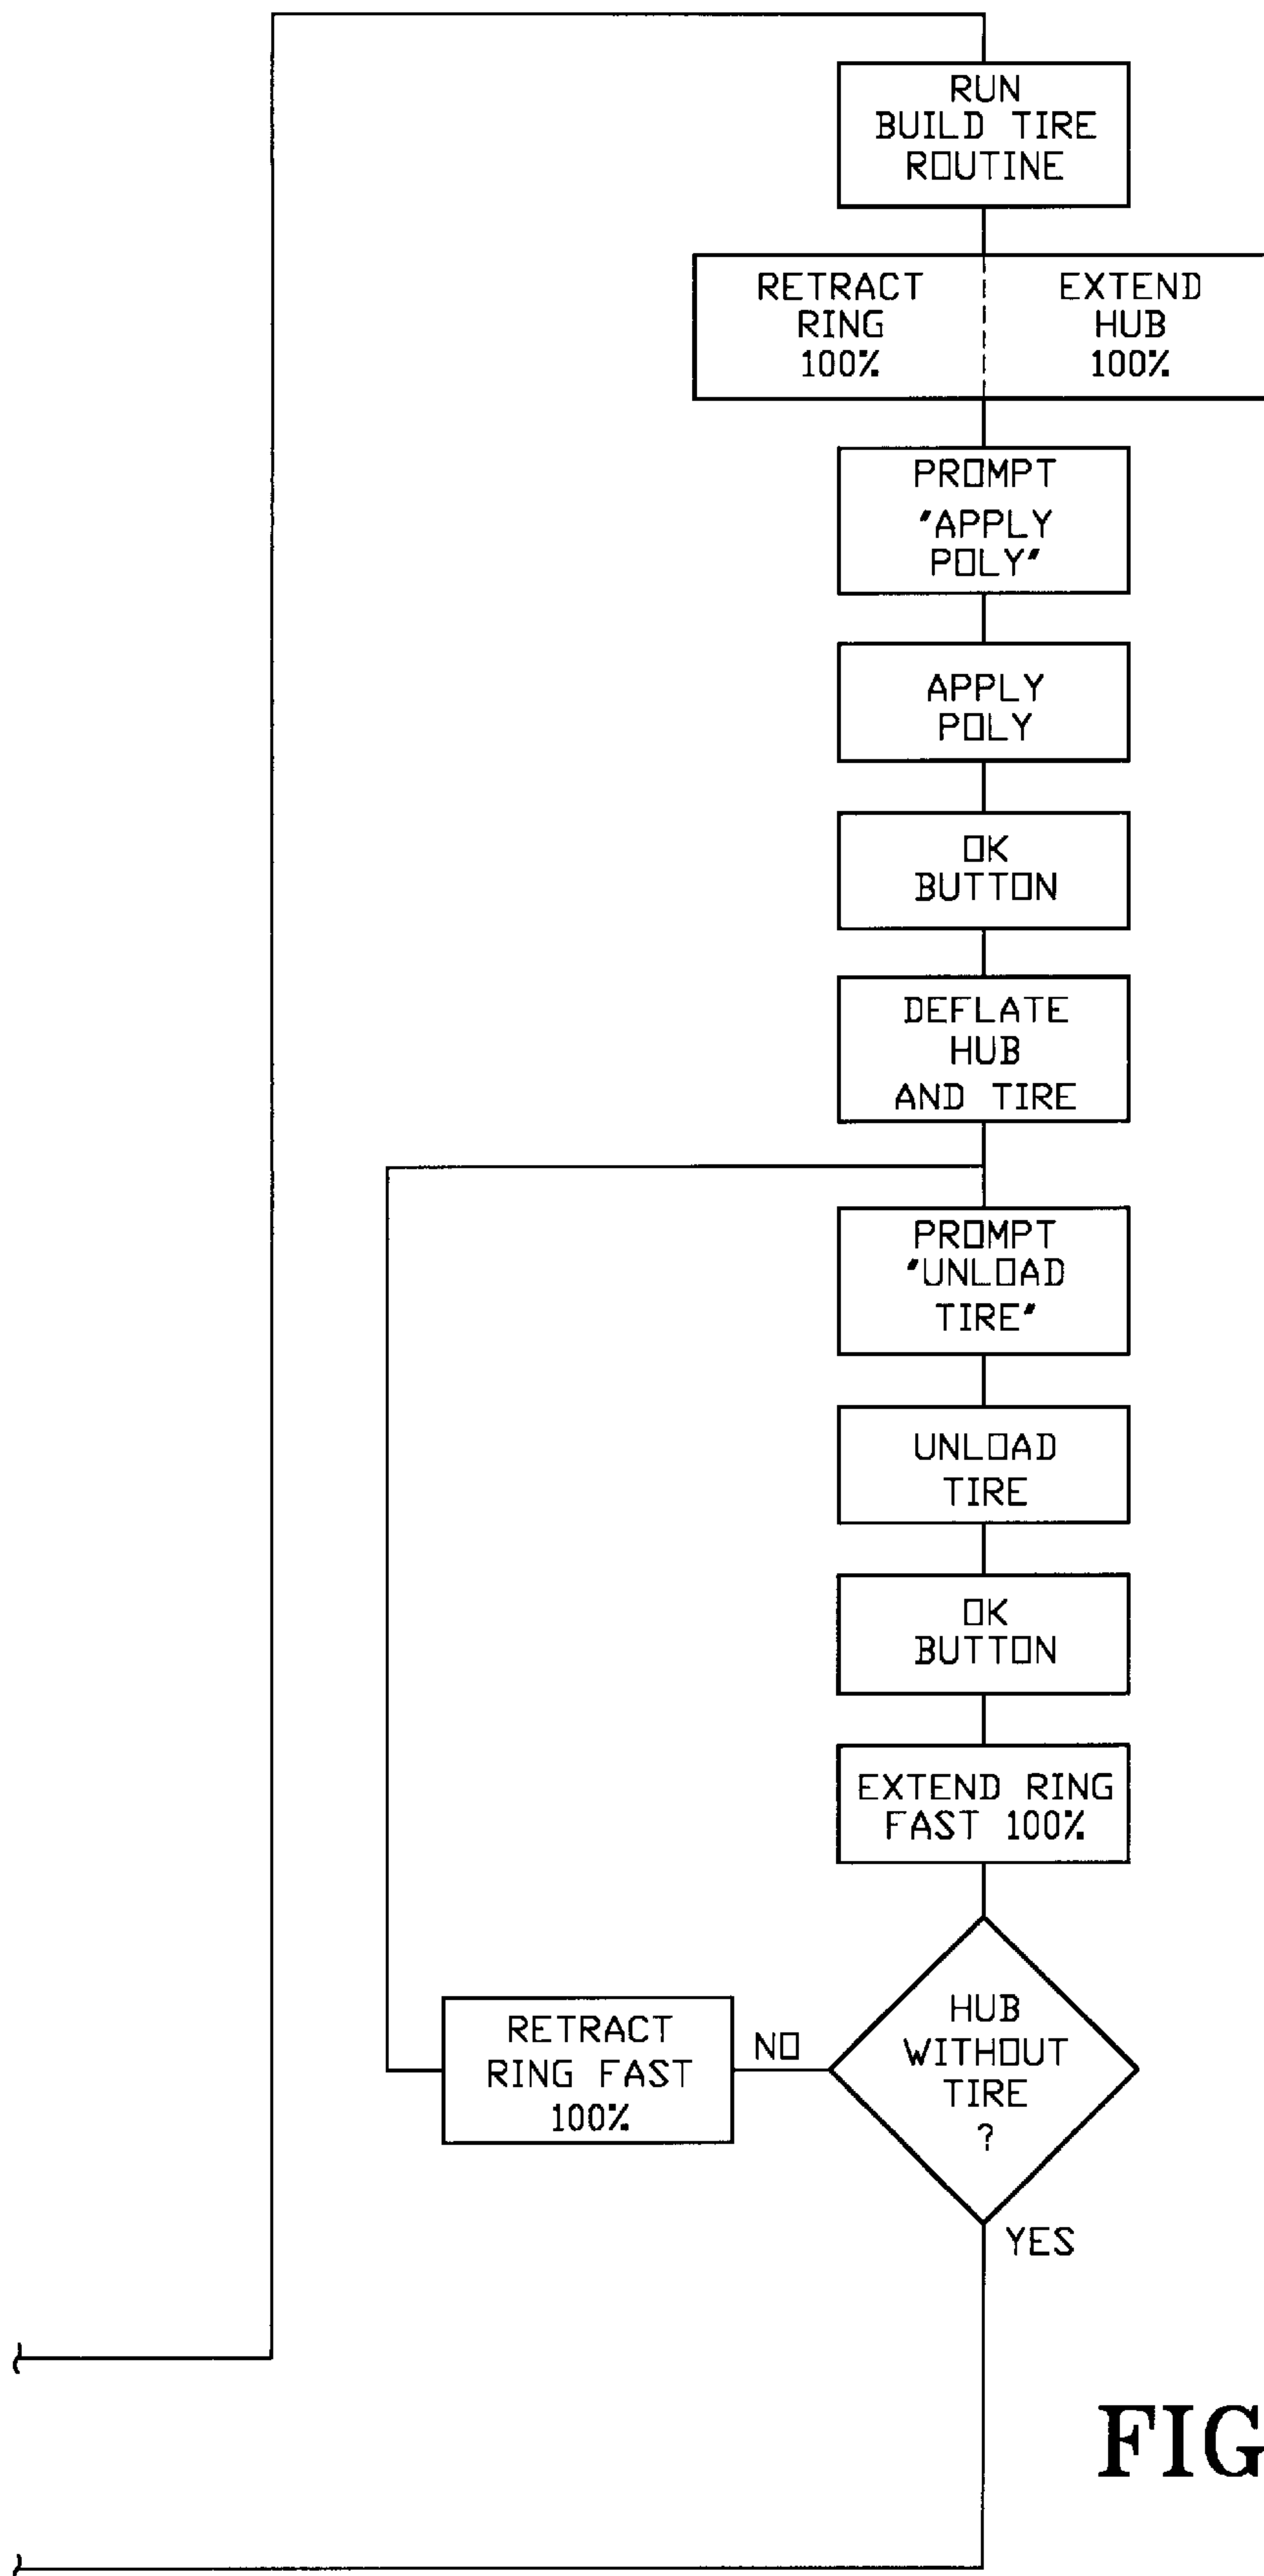 RUN
BUILD TIRE
ROUTINE
RETRACT
RING
100%
EXTEND
HUB
100%
PROMPT
"APPLY
POLY"
APPLY
POLY
OK
BUTTON
DEFLATE
HUB
AND TIRE
PROMPT
"UNLOAD
TIRE"
UNLOAD
TIRE
OK
BUTTON
EXTEND RING
FAST 100%
HUB
WITHOUT
TIRE
?
NO
RETRACT
RING FAST
100%
YES
FIG